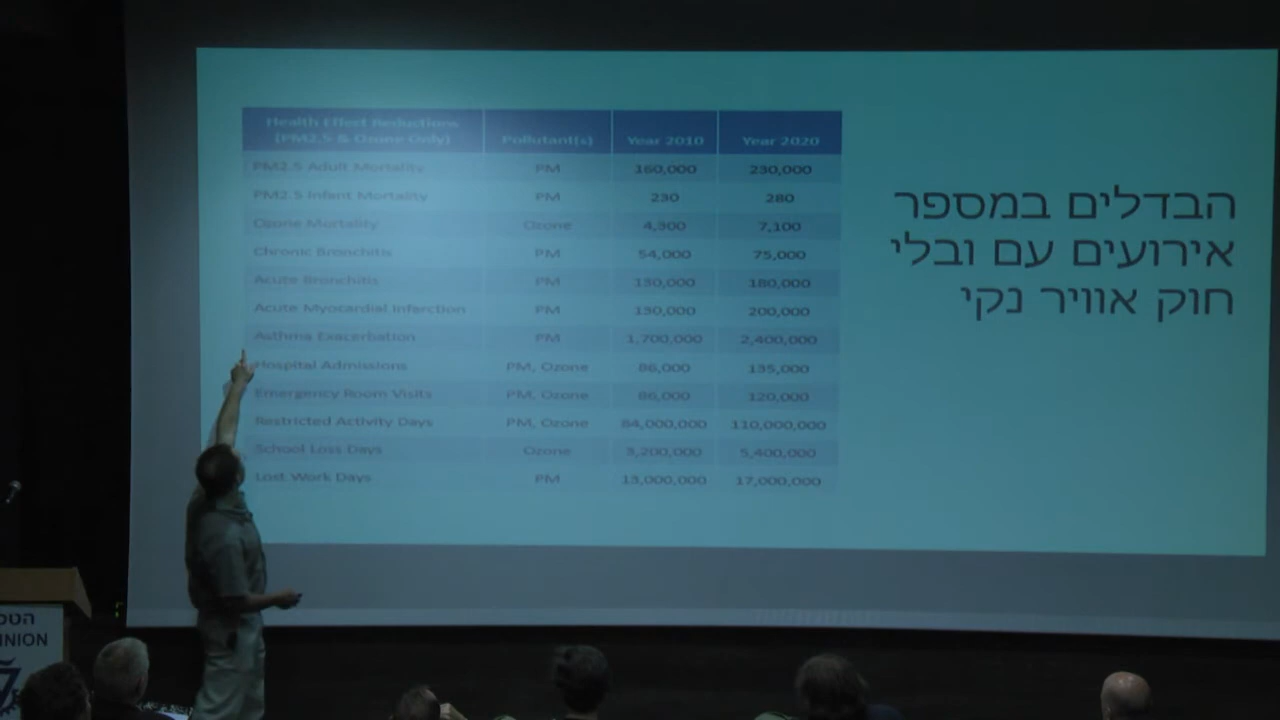 הבדלים במספר
אירועים עם ובלי
חוק אוויר נקי
Health Effect Reductions
(PM2.5 & Ozone Only) Pollutant(s) Year 2010 Year 2020
PM2.5 Adult Mortality PM 160,000 230,000
PM2.5 Infant Mortality PM 230 280
Ozone Mortality Ozone 4,300 7,100
Chronic Bronchitis PM 54,000 75,000
Acute Bronchitis PM 130,000 180,000
Acute Myocardial Infarction PM 130,000 200,000
Asthma Exacerbation PM 1,700,000 2,400,000
Hospital Admissions PM, Ozone 86,000 135,000
Emergency Room Visits PM, Ozone 86,000 120,000
Restricted Activity Days PM, Ozone 84,000,000 110,000,000
School Loss Days Ozone 3,200,000 5,400,000
Lost Work Days PM 13,000,000 17,000,000
הטכ
NION